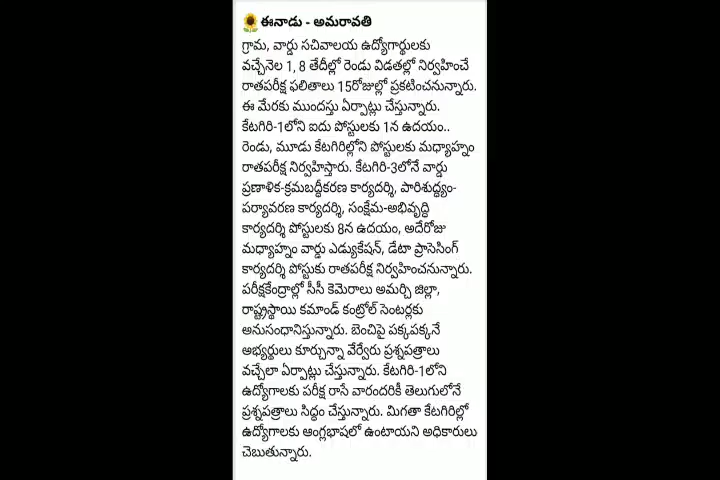 ఈనాడు - అమరావతి
గ్రామ, వార్డు సచివాలయ ఉద్యోగార్థులకు
వచ్చేనెల 1, 8 తేదీల్లో రెండు విడతల్లో నిర్వహించే
రాతపరీక్ష ఫలితాలు 15రోజుల్లో ప్రకటించనున్నారు.
ఈ మేరకు ముందస్తు ఏర్పాట్లు చేస్తున్నారు.
కేటగిరి-1లోని ఐదు పోస్టులకు 1న ఉదయం..
రెండు, మూడు కేటగిరిల్లోని పోస్టులకు మధ్యాహ్నం
రాతపరీక్ష నిర్వహిస్తారు. కేటగిరి-3లోనే వార్డు
ప్రణాళిక-క్రమబద్ధీకరణ కార్యదర్శి, పారిశుద్ధ్యం-
పర్యావరణ కార్యదర్శి, సంక్షేమ-అభివృద్ధి
కార్యదర్శి పోస్టులకు 8న ఉదయం, అదేరోజు
మధ్యాహ్నం వార్డు ఎడ్యుకేషన్, డేటా ప్రాసెసింగ్
కార్యదర్శి పోస్టుకు రాతపరీక్ష నిర్వహించనున్నారు.
పరీక్షకేంద్రాల్లో సీసీ కెమెరాలు అమర్చి జిల్లా,
రాష్ట్రస్థాయి కమాండ్ కంట్రోల్ సెంటర్లకు
అనుసంధానిస్తున్నారు. బెంచిపై పక్కపక్కనే
అభ్యర్థులు కూర్చున్నా వేర్వేరు ప్రశ్నపత్రాలు
వచ్చేలా ఏర్పాట్లు చేస్తున్నారు. కేటగిరి-1లోని
ఉద్యోగాలకు పరీక్ష రాసే వారందరికీ తెలుగులోనే
ప్రశ్నపత్రాలు సిద్ధం చేస్తున్నారు. మిగతా కేటగిరిల్లో
ఉద్యోగాలకు ఆంగ్లభాషలో ఉంటాయని అధికారులు
చెబుతున్నారు.